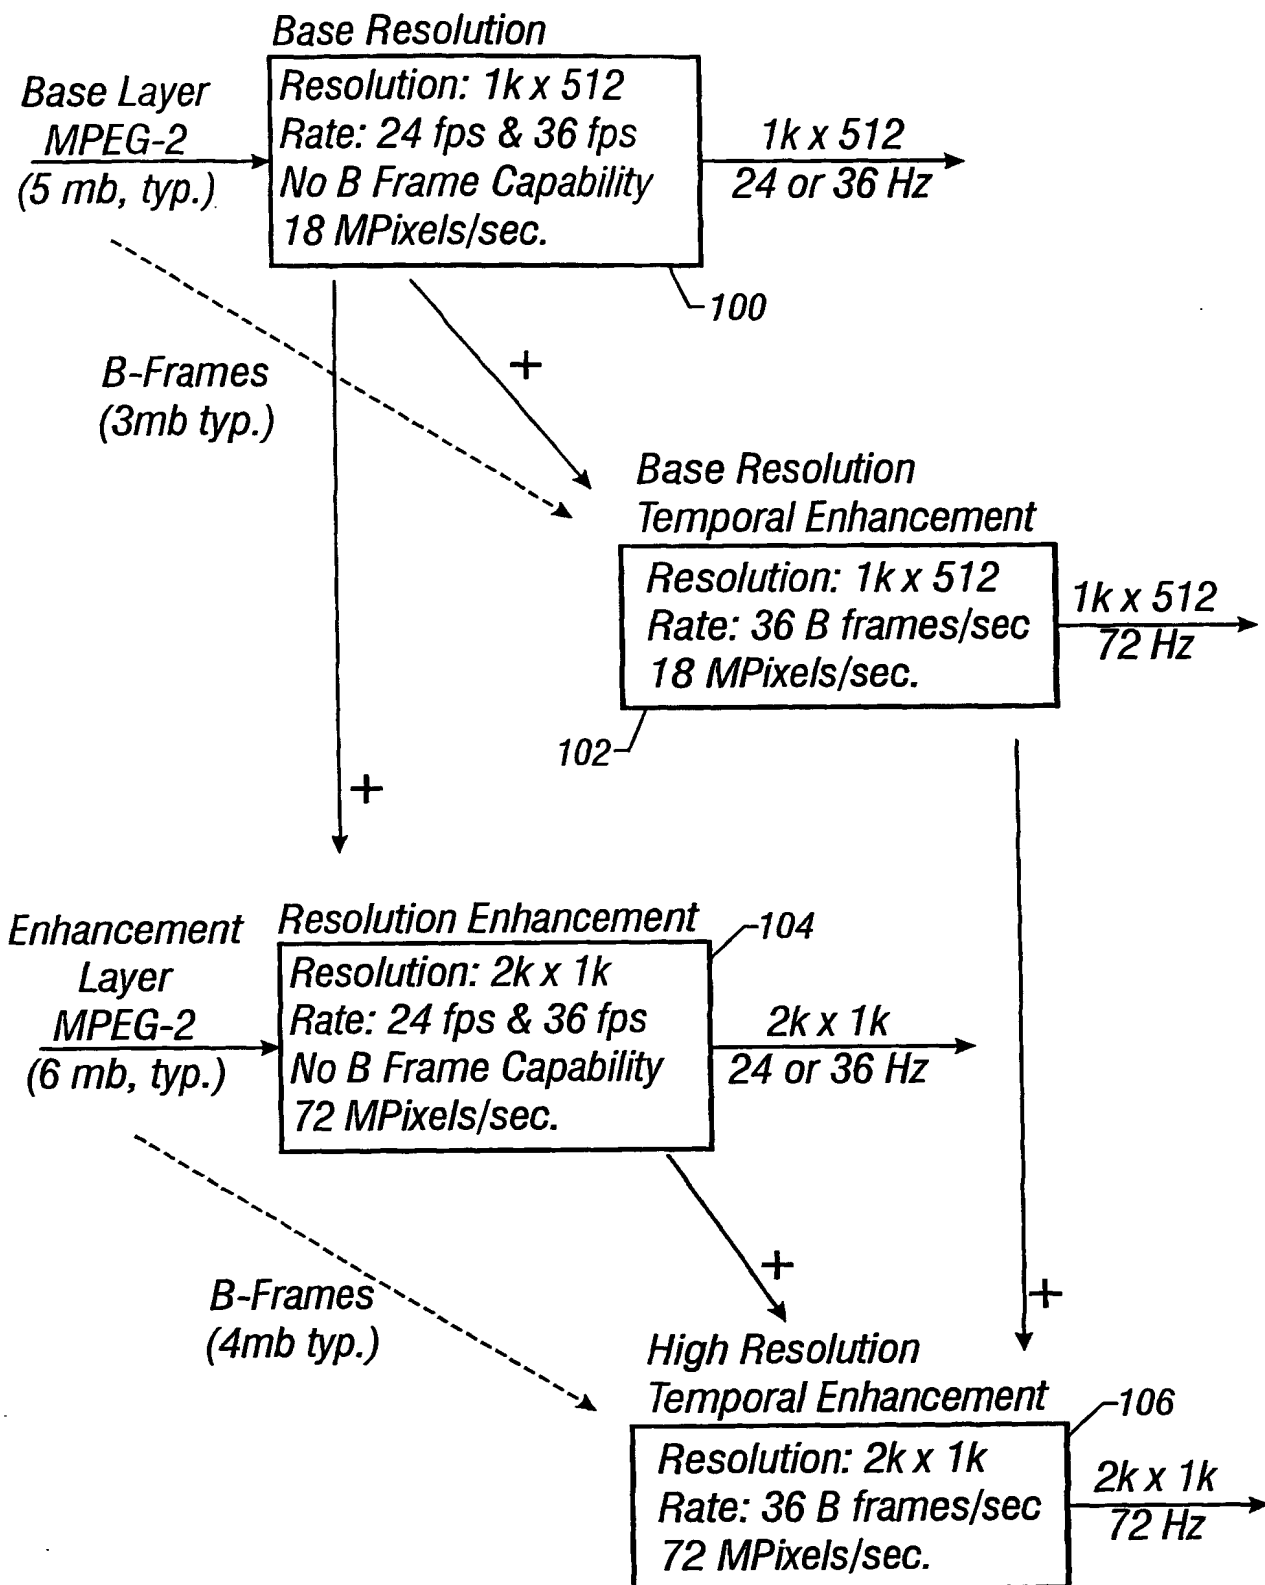 Base Resolution
Base Layer
MPEG-2
(5 mb, typ.)
Resolution: 1k x 512
Rate: 24 fps & 36 fps
No B Frame Capability
18 MPixels/sec.
1k x 512
24 or 36 Hz
100
+
B-Frames
(3mb typ.)
Base Resolution
Temporal Enhancement
Resolution: 1k x 512
Rate: 36 B frames/sec
18 MPixels/sec.
1k x 512
72 Hz
102
+
Enhancement
Layer
MPEG-2
(6 mb, typ.)
Resolution Enhancement
104
Resolution: 2k x 1k
Rate: 24 fps & 36 fps
No B Frame Capability
72 MPixels/sec.
2k x 1k
24 or 36 Hz
+
+
B-Frames
(4mb typ.)
High Resolution
Temporal Enhancement
106
Resolution: 2k x 1k
Rate: 36 B frames/sec
72 MPixels/sec.
2k x 1k
72 Hz